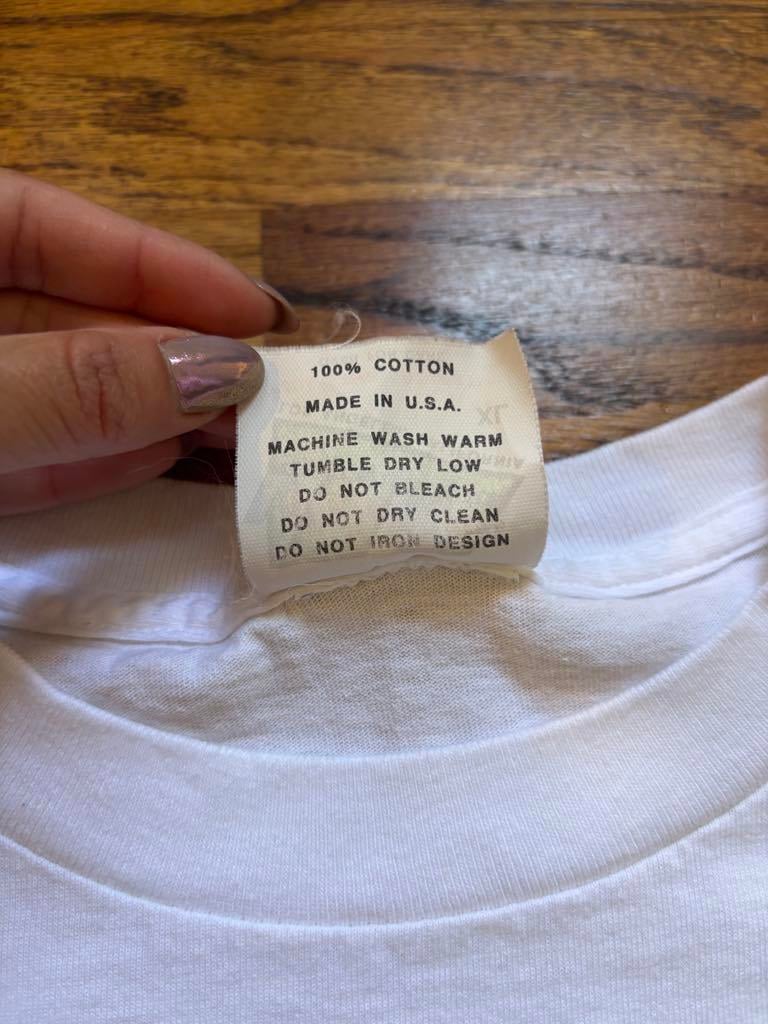 100% COTTON
MADE IN U.S.A.
MACHINE WASH WARM
TUMBLE DRY LOW
DO NOT BLEACH
DO NOT DRY CLEAN
DO NOT IRON DESIGN
XL